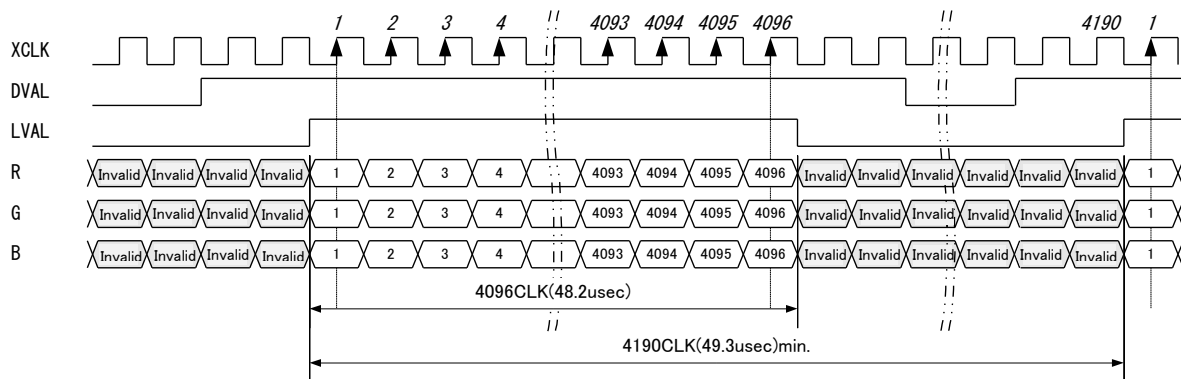 1 2 3 4 4093 4094 4095 4096 4190 1
XCLK
DVAL
LVAL
R Invalid Invalid Invalid Invalid 1 2 3 4 4093 4094 4095 4096 Invalid Invalid Invalid Invalid Invalid Invalid 1
G Invalid Invalid Invalid Invalid 1 2 3 4 4093 4094 4095 4096 Invalid Invalid Invalid Invalid Invalid Invalid 1
B Invalid Invalid Invalid Invalid 1 2 3 4 4093 4094 4095 4096 Invalid Invalid Invalid Invalid Invalid Invalid 1
4096CLK(48.2usec)
4190CLK(49.3usec)min.